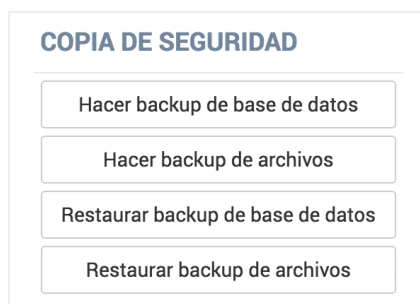 COPIA DE SEGURIDAD
Hacer backup de base de datos
Hacer backup de archivos
Restaurar backup de base de datos
Restaurar backup de archivos